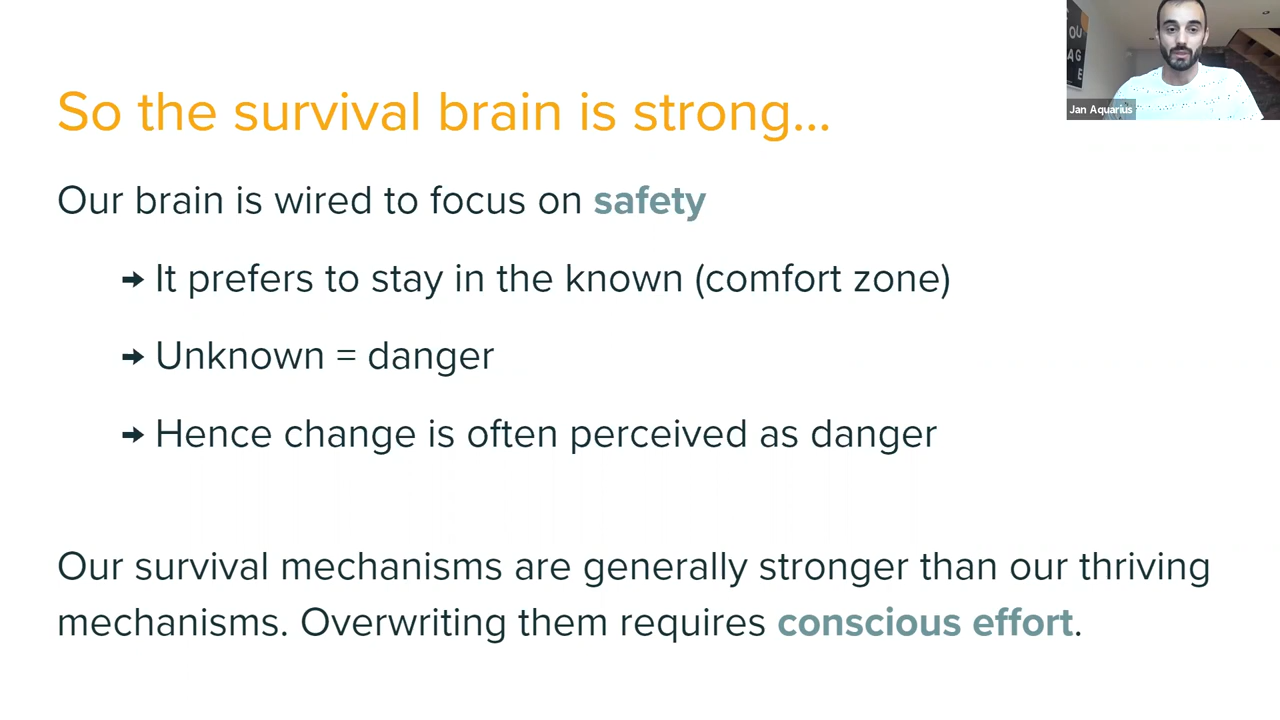 So the survival brain is strong...
Our brain is wired to focus on safety
➜ It prefers to stay in the known (comfort zone)
➜ Unknown = danger
➜ Hence change is often perceived as danger
Our survival mechanisms are generally stronger than our thriving
mechanisms. Overwriting them requires conscious effort.
OU
AG
E
Jan Aquarius